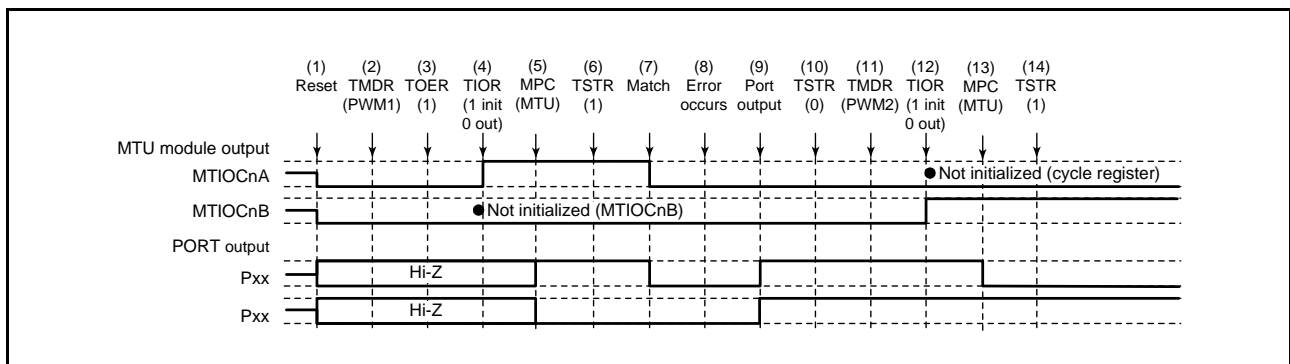 (1) (2) (3) (4) (5) (6) (7) (8) (9) (10) (11) (12) (13) (14)
Reset TMDR TOER TIOR MPC TSTR Match Error Port TSTR TMDR TIOR MPC TSTR
(PWM1) (1) (1 init (MTU) (1) occurs output (0) (PWM2) (1 init (MTU) (1)
0 out) 0 out)
MTU module output
MTIOCnA ● Not initialized (cycle register)
MTIOCnB ● Not initialized (MTIOCnB)
PORT output
Pxx Hi-Z
Pxx Hi-Z